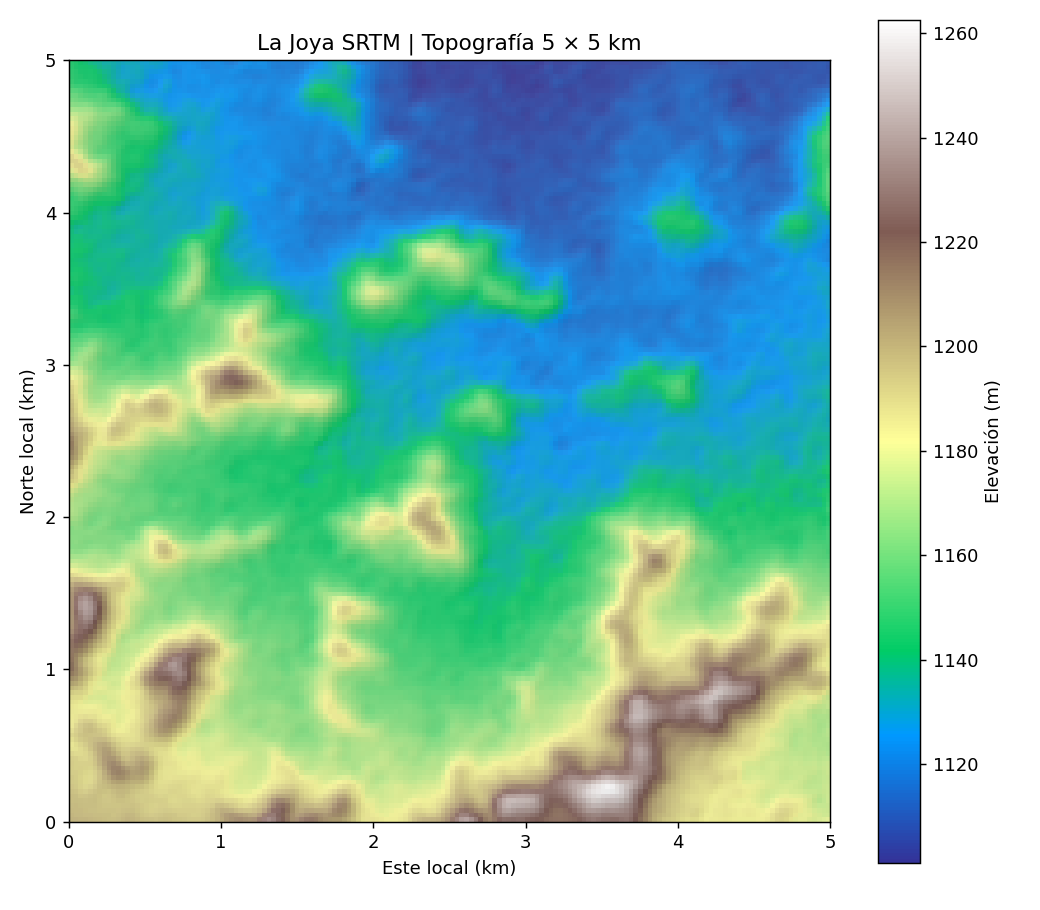 La Joya SRTM | Topografía 5 × 5 km
5
4
3
2
1
0
Norte local (km)
0 1 2 3 4 5
Este local (km)
1260
1240
1220
1200
1180
1160
1140
1120
Elevación (m)